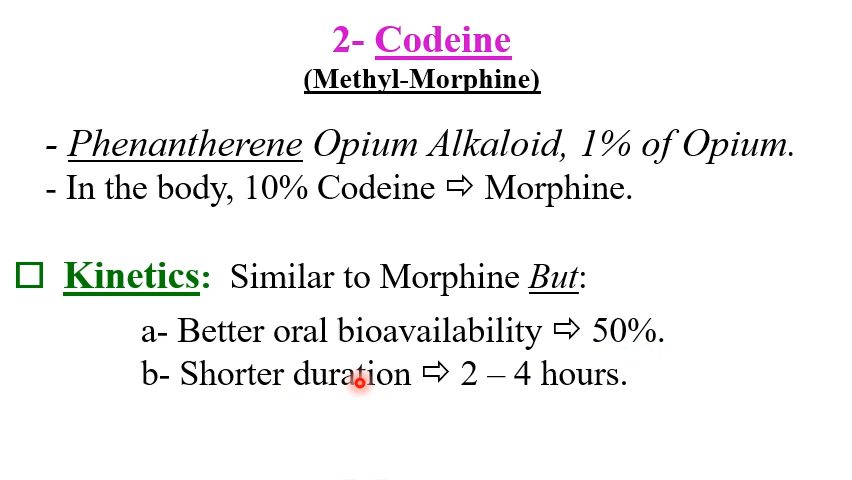 2- Codeine
(Methyl-Morphine)
- Phenantherene Opium Alkaloid, 1% of Opium.
- In the body, 10% Codeine ⇨ Morphine.
□ Kinetics: Similar to Morphine But:
a- Better oral bioavailability ⇨ 50%.
b- Shorter duration ⇨ 2 – 4 hours.